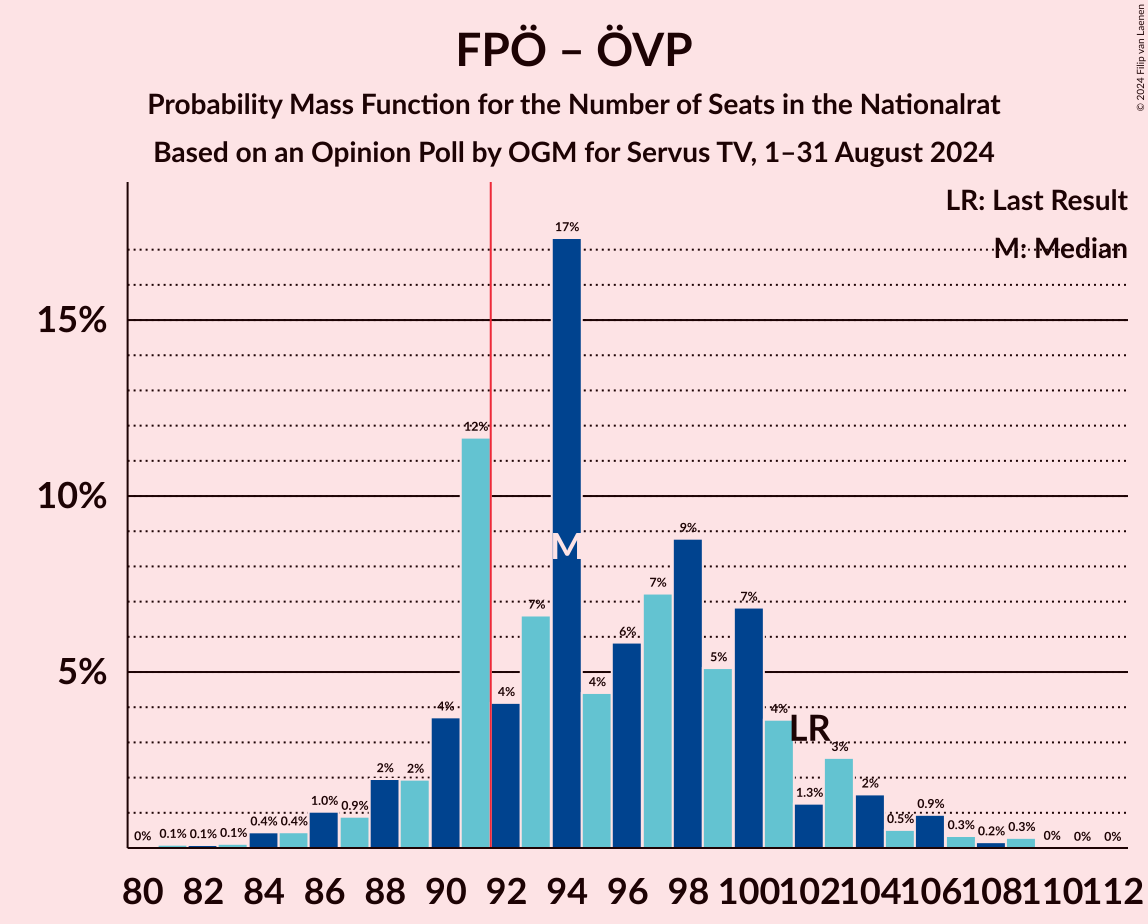 FPÖ – ÖVP
Probability Mass Function for the Number of Seats in the Nationalrat
Based on an Opinion Poll by OGM for Servus TV, 1–31 August 2024
© 2024 Filip van Laenen
LR: Last Result
M: Median
15%
10%
5%
0% 0.1% 0.1% 0.1% 0.4% 0.4% 1.0% 0.9% 2% 2% 4% 12% 4% 7% 17% 4% 6% 7% 9% 5% 7% 4% 1.3% 3% 2% 0.5% 0.9% 0.3% 0.2% 0.3% 0% 0% 0%
M
LR
80 82 84 86 88 90 92 94 96 98 100 102 104 106 108 110 112